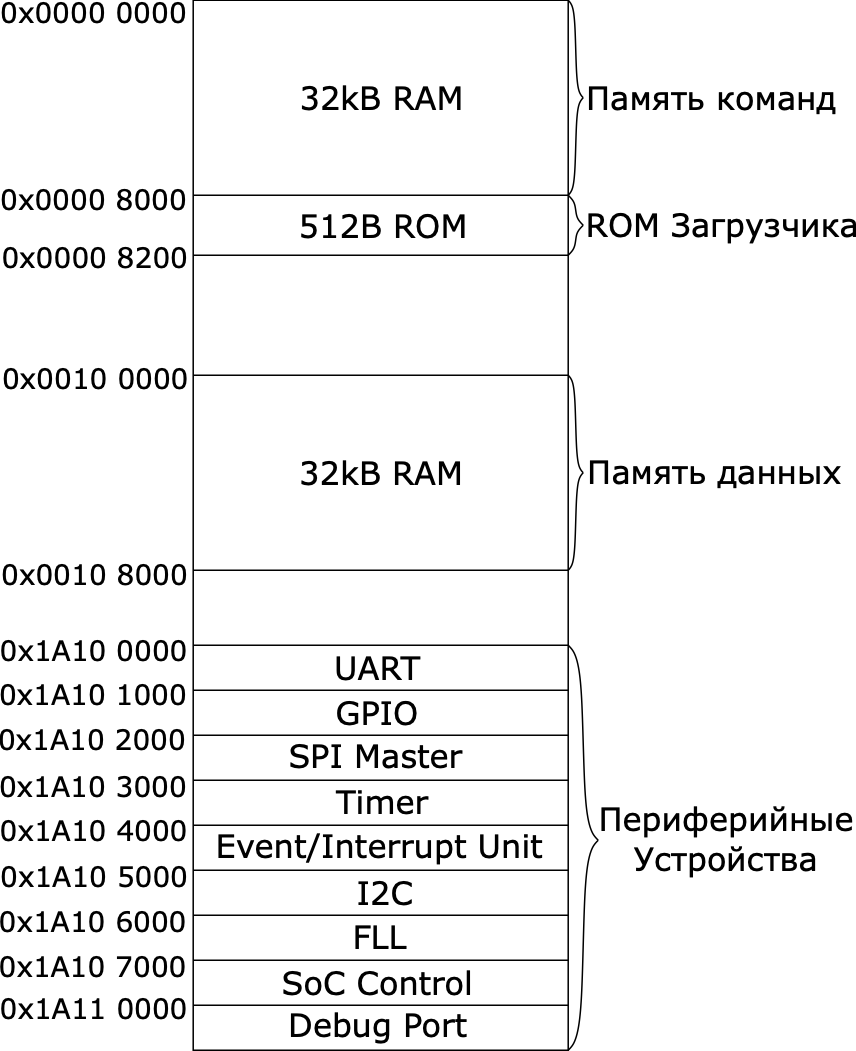 0x0000 0000
32kB RAM
Память команд
0x0000 8000
512B ROM
ROM Загрузчика
0x0000 8200
0x0010 0000
32kB RAM
Память данных
0x0010 8000
0x1A10 0000
UART
0x1A10 1000
GPIO
0x1A10 2000
SPI Master
0x1A10 3000
Timer
Периферийные
Устройства
0x1A10 4000
Event/Interrupt Unit
0x1A10 5000
I2C
0x1A10 6000
FLL
0x1A10 7000
SoC Control
0x1A11 0000
Debug Port